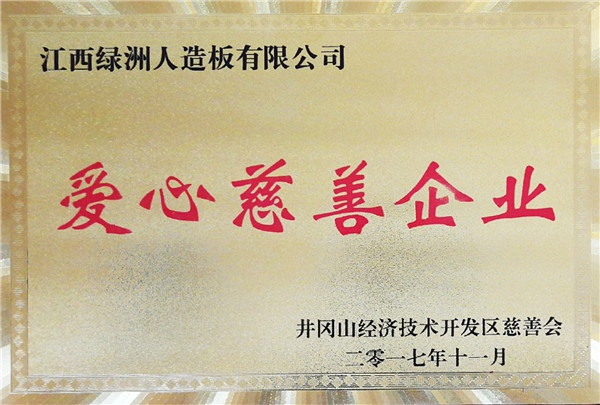 江西绿洲人造板有限公司
爱心慈善企业
井冈山经济技术开发区慈善会
二零一七年十一月